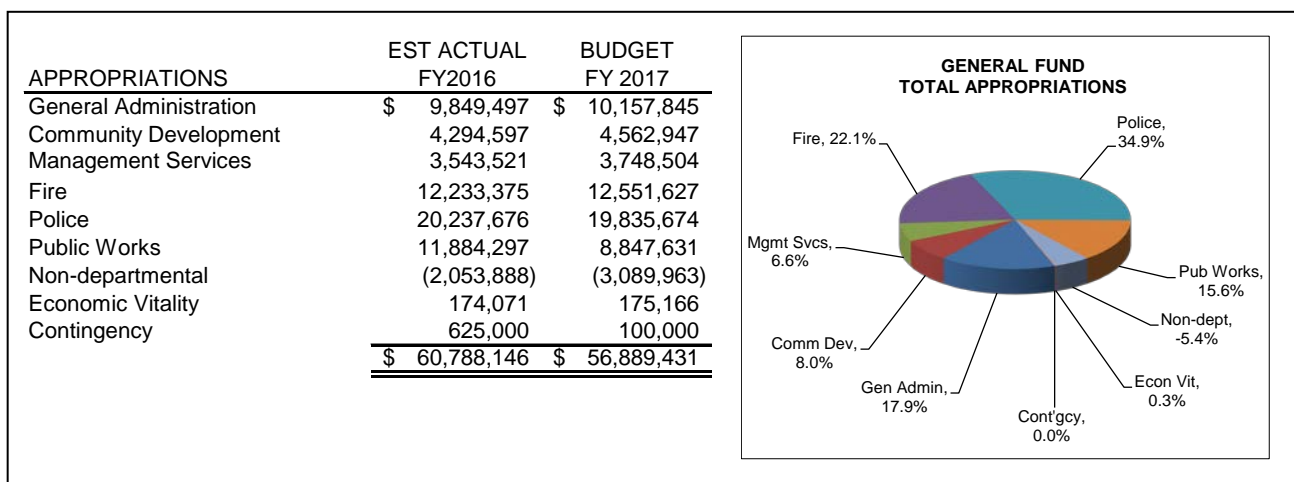 EST ACTUAL BUDGET
APPROPRIATIONS FY2016 FY 2017
General Administration $ 9,849,497 $ 10,157,845
Community Development 4,294,597 4,562,947
Management Services 3,543,521 3,748,504
Fire 12,233,375 12,551,627
Police 20,237,676 19,835,674
Public Works 11,884,297 8,847,631
Non-departmental (2,053,888) (3,089,963)
Economic Vitality 174,071 175,166
Contingency 625,000 100,000
$ 60,788,146 $ 56,889,431
GENERAL FUND
TOTAL APPROPRIATIONS
Police,
34.9%
Fire, 22.1%
Mgmt Svcs,
6.6%
Pub Works,
15.6%
Non-dept,
-5.4%
Comm Dev,
8.0%
Gen Admin,
17.9%
Econ Vit,
0.3%
Cont'gcy,
0.0%